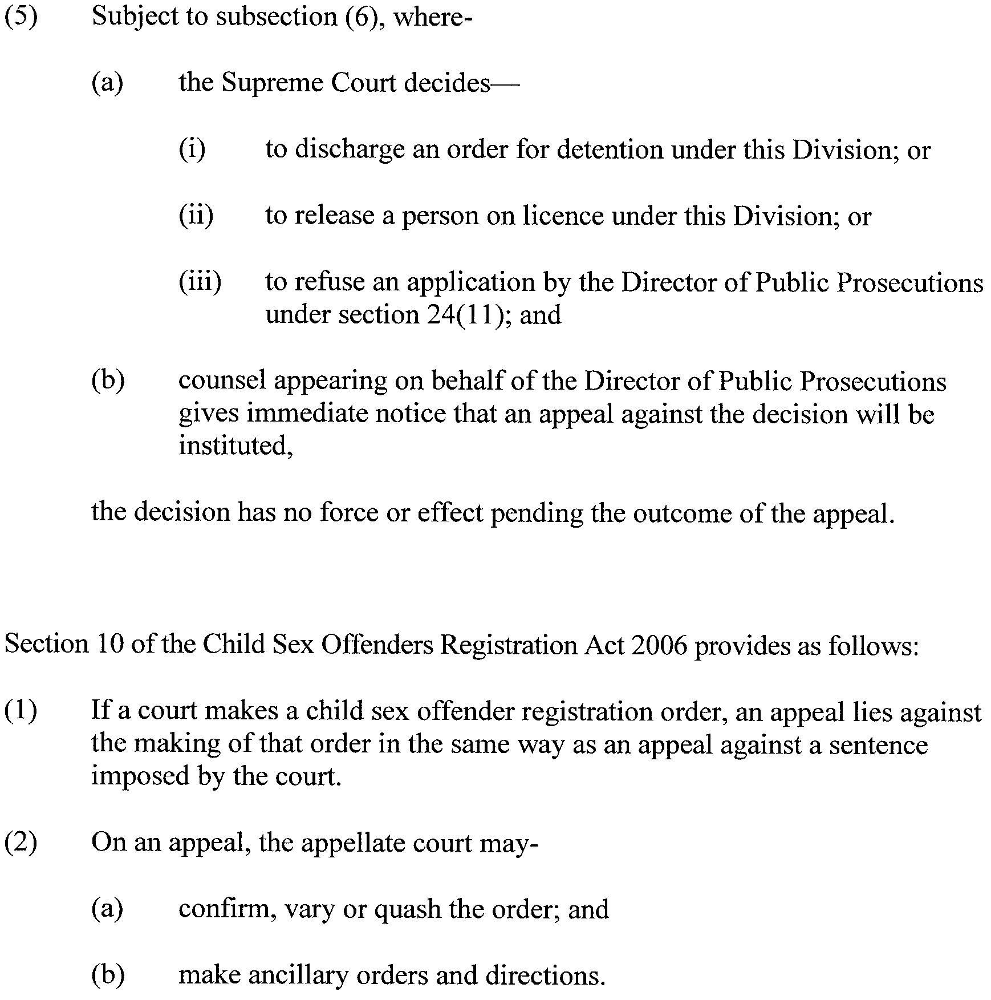 (5) Subject to subsection (6), where-
(a) the Supreme Court decides—
(i) to discharge an order for detention under this Division; or
(ii) to release a person on licence under this Division; or
(iii) to refuse an application by the Director of Public Prosecutions
under section 24(11); and
(b) counsel appearing on behalf of the Director of Public Prosecutions
gives immediate notice that an appeal against the decision will be
instituted,
the decision has no force or effect pending the outcome of the appeal.
Section 10 of the Child Sex Offenders Registration Act 2006 provides as follows:
(1) If a court makes a child sex offender registration order, an appeal lies against
the making of that order in the same way as an appeal against a sentence
imposed by the court.
(2) On an appeal, the appellate court may-
(a) confirm, vary or quash the order; and
(b) make ancillary orders and directions.